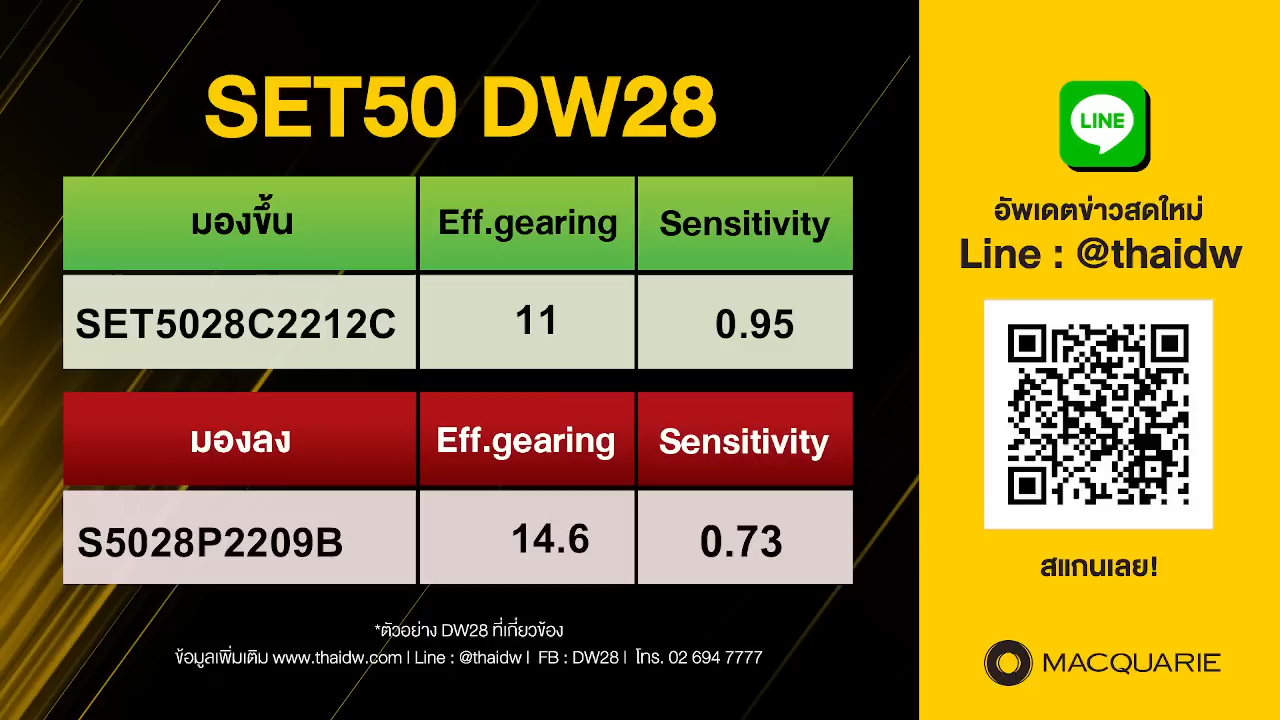 SET50 DW28
มองขึ้น Eff.gearing Sensitivity
SET5028C2212C 11 0.95
มองลง Eff.gearing Sensitivity
S5028P2209B 14.6 0.73
*ตัวอย่าง DW28 ที่เกี่ยวข้อง
ข้อมูลเพิ่มเติม www.thaidw.com | Line : @thaidw | FB : DW28 | โทร. 02 694 7777
LINE
อัพเดตข่าวสดใหม่
Line : @thaidw
สแกนเลย!
MACQUARIE